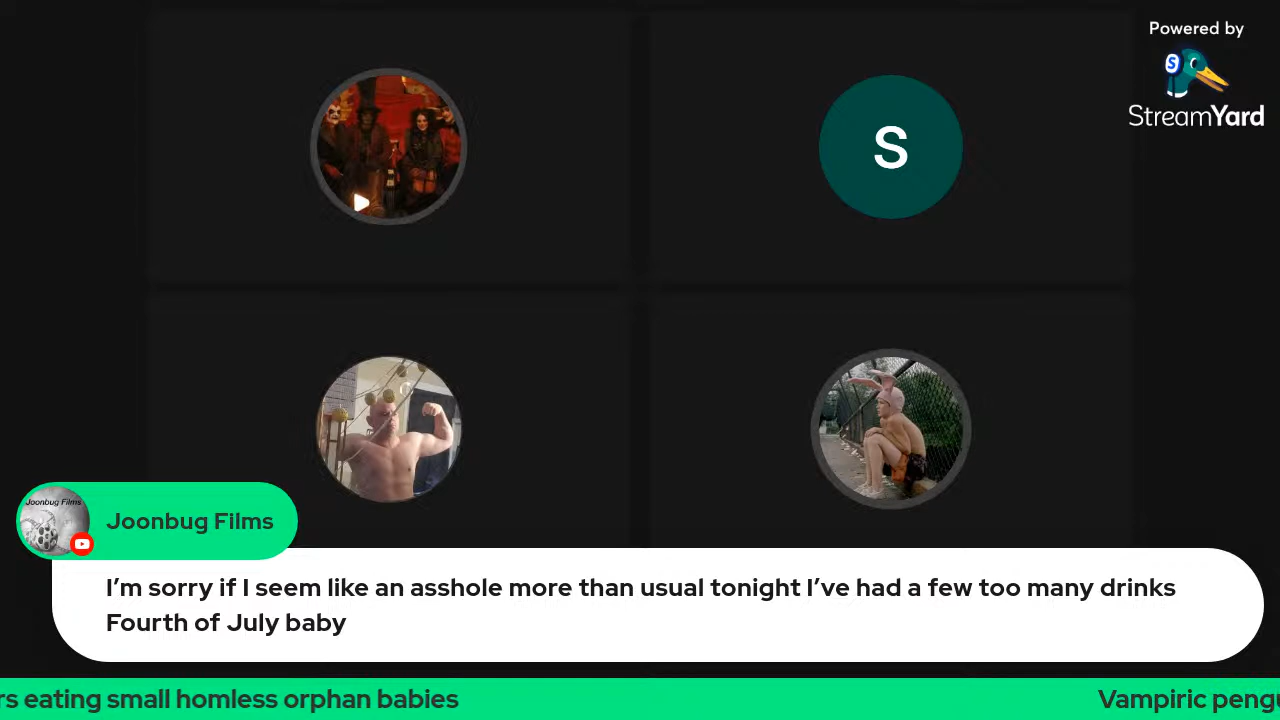 Powered by
S
StreamYard
S
Joonbug Films
Joonbug Films
I’m sorry if I seem like an asshole more than usual tonight I’ve had a few too many drinks
Fourth of July baby
rs eating small homless orphan babies
Vampiric pengu